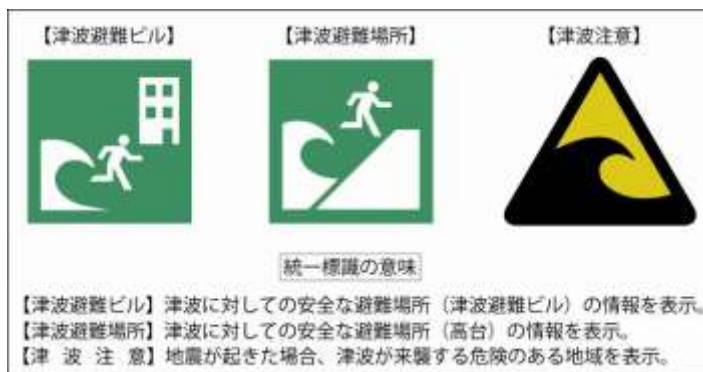 【津波避難ビル】
【津波避難場所】
【津波注意】
統一標識の意味
【津波避難ビル】津波に対しての安全な避難場所（津波避難ビル）の情報を表示。
【津波避難場所】津波に対しての安全な避難場所（高台）の情報を表示。
【津 波 注 意】地震が起きた場合、津波が来襲する危険のある地域を表示。